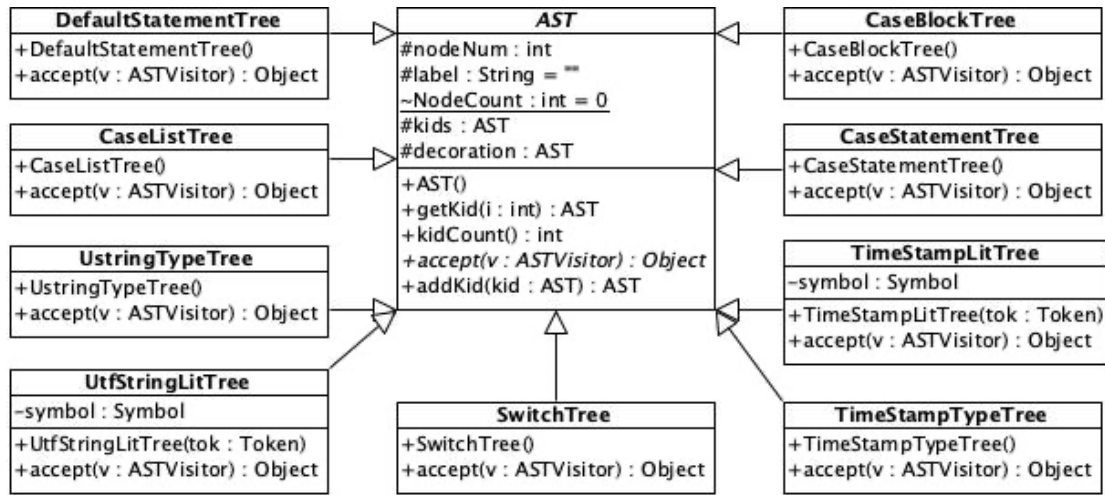 DefaultStatementTree
+DefaultStatementTree()
+accept(v : ASTVisitor) : Object
CaseListTree
+CaseListTree()
+accept(v : ASTVisitor) : Object
UstringTypeTree
+UstringTypeTree()
+accept(v : ASTVisitor) : Object
UtfStringLitTree
-symbol : Symbol
+UtfStringLitTree(tok : Token)
+accept(v : ASTVisitor) : Object
AST
#nodeNum : int
#label : String = ""
~NodeCount : int = 0
#kids : AST
#decoration : AST
+AST()
+getKid(i : int) : AST
+kidCount() : int
+accept(v : ASTVisitor) : Object
+addKid(kid : AST) : AST
SwitchTree
+SwitchTree()
+accept(v : ASTVisitor) : Object
CaseBlockTree
+CaseBlockTree()
+accept(v : ASTVisitor) : Object
CaseStatementTree
+CaseStatementTree()
+accept(v : ASTVisitor) : Object
TimeStampLitTree
-symbol : Symbol
+TimeStampLitTree(tok : Token)
+accept(v : ASTVisitor) : Object
TimeStampTypeTree
+TimeStampTypeTree()
+accept(v : ASTVisitor) : Object